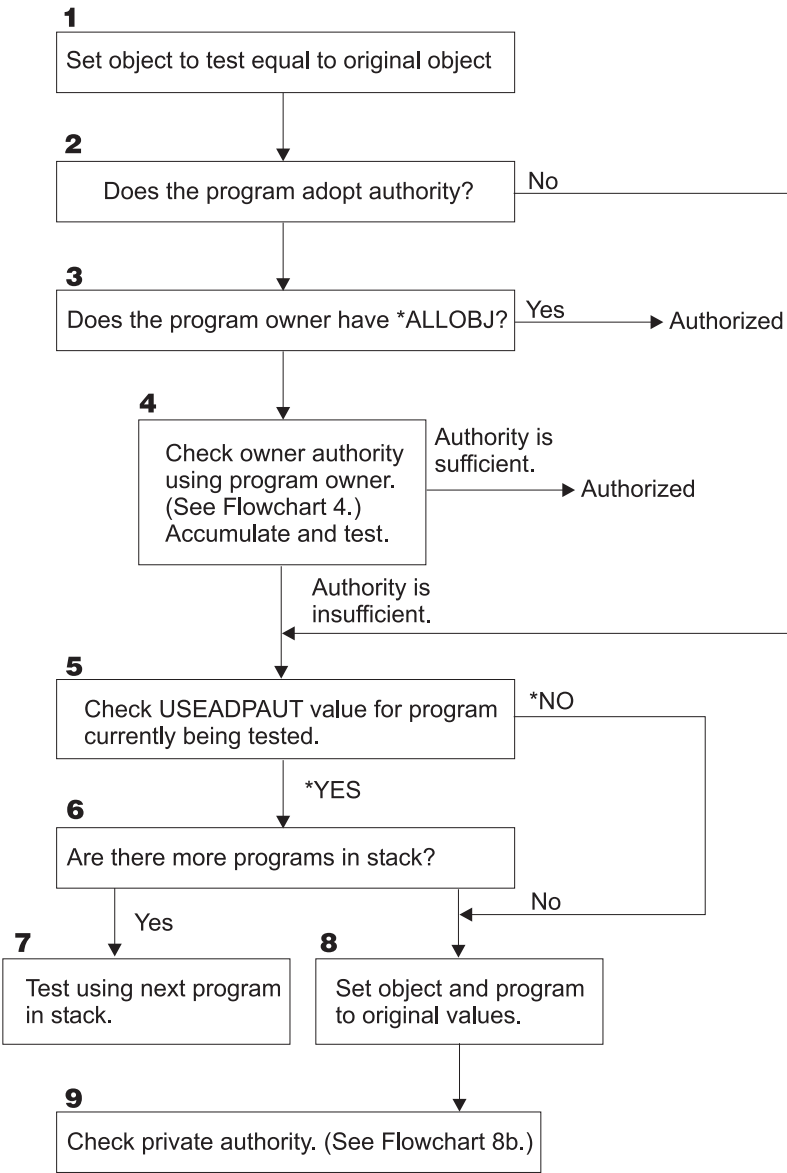 1
Set object to test equal to original object
2
Does the program adopt authority?
No
3
Does the program owner have *ALLOBJ?
Yes
Authorized
4
Check owner authority
using program owner.
(See Flowchart 4.)
Accumulate and test.
Authority is
sufficient.
Authorized
Authority is
insufficient.
5
Check USEADPAUT value for program
currently being tested.
*NO
*YES
6
Are there more programs in stack?
Yes
No
7
Test using next program
in stack.
8
Set object and program
to original values.
9
Check private authority. (See Flowchart 8b.)